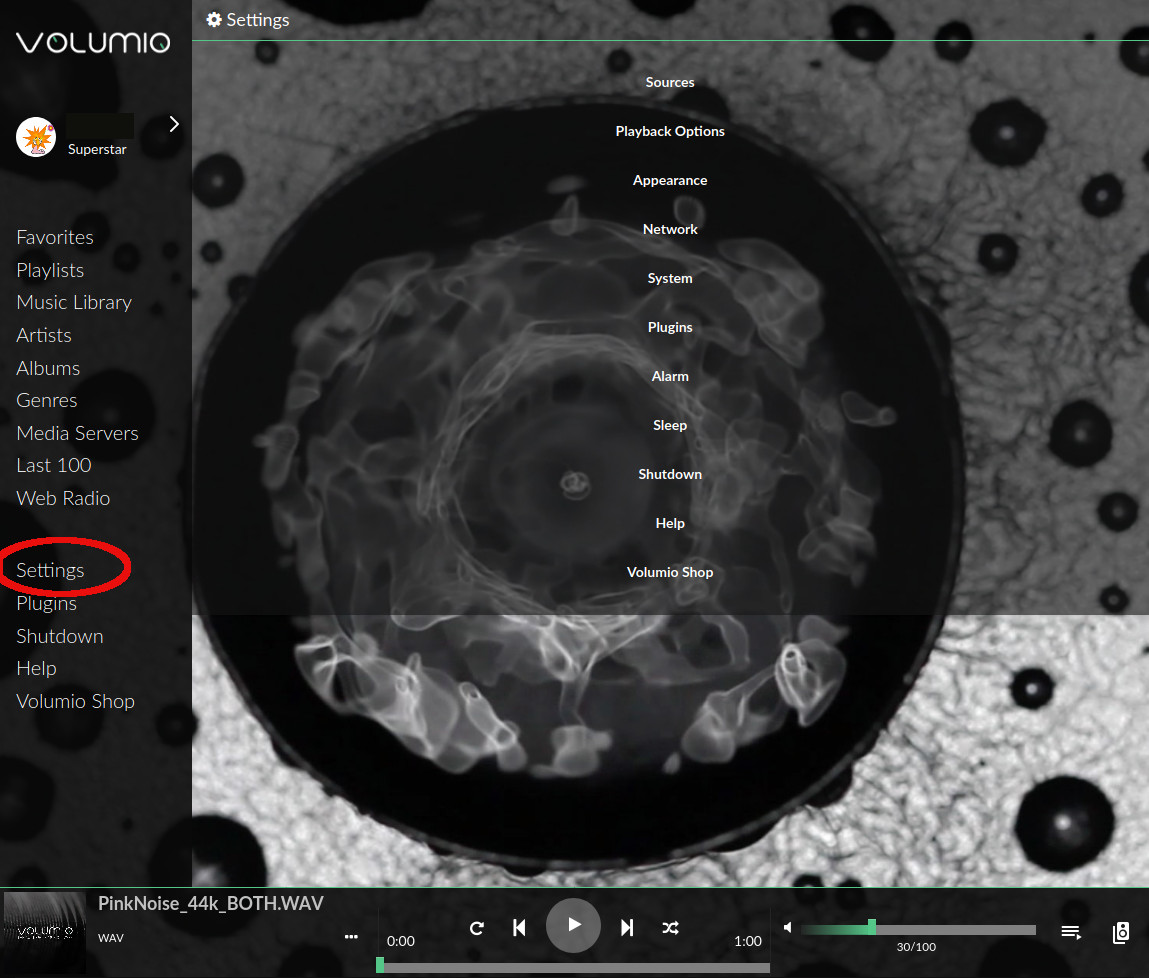 VOLUMIO
Superstar
Favorites
Playlists
Music Library
Artists
Albums
Genres
Media Servers
Last 100
Web Radio
Settings
Plugins
Shutdown
Help
Volumio Shop
Settings
Sources
Playback Options
Appearance
Network
System
Plugins
Alarm
Sleep
Shutdown
Help
Volumio Shop
VOLUMIO
PinkNoise_44k_BOTH.WAV
WAV
0:00
1:00
30/100